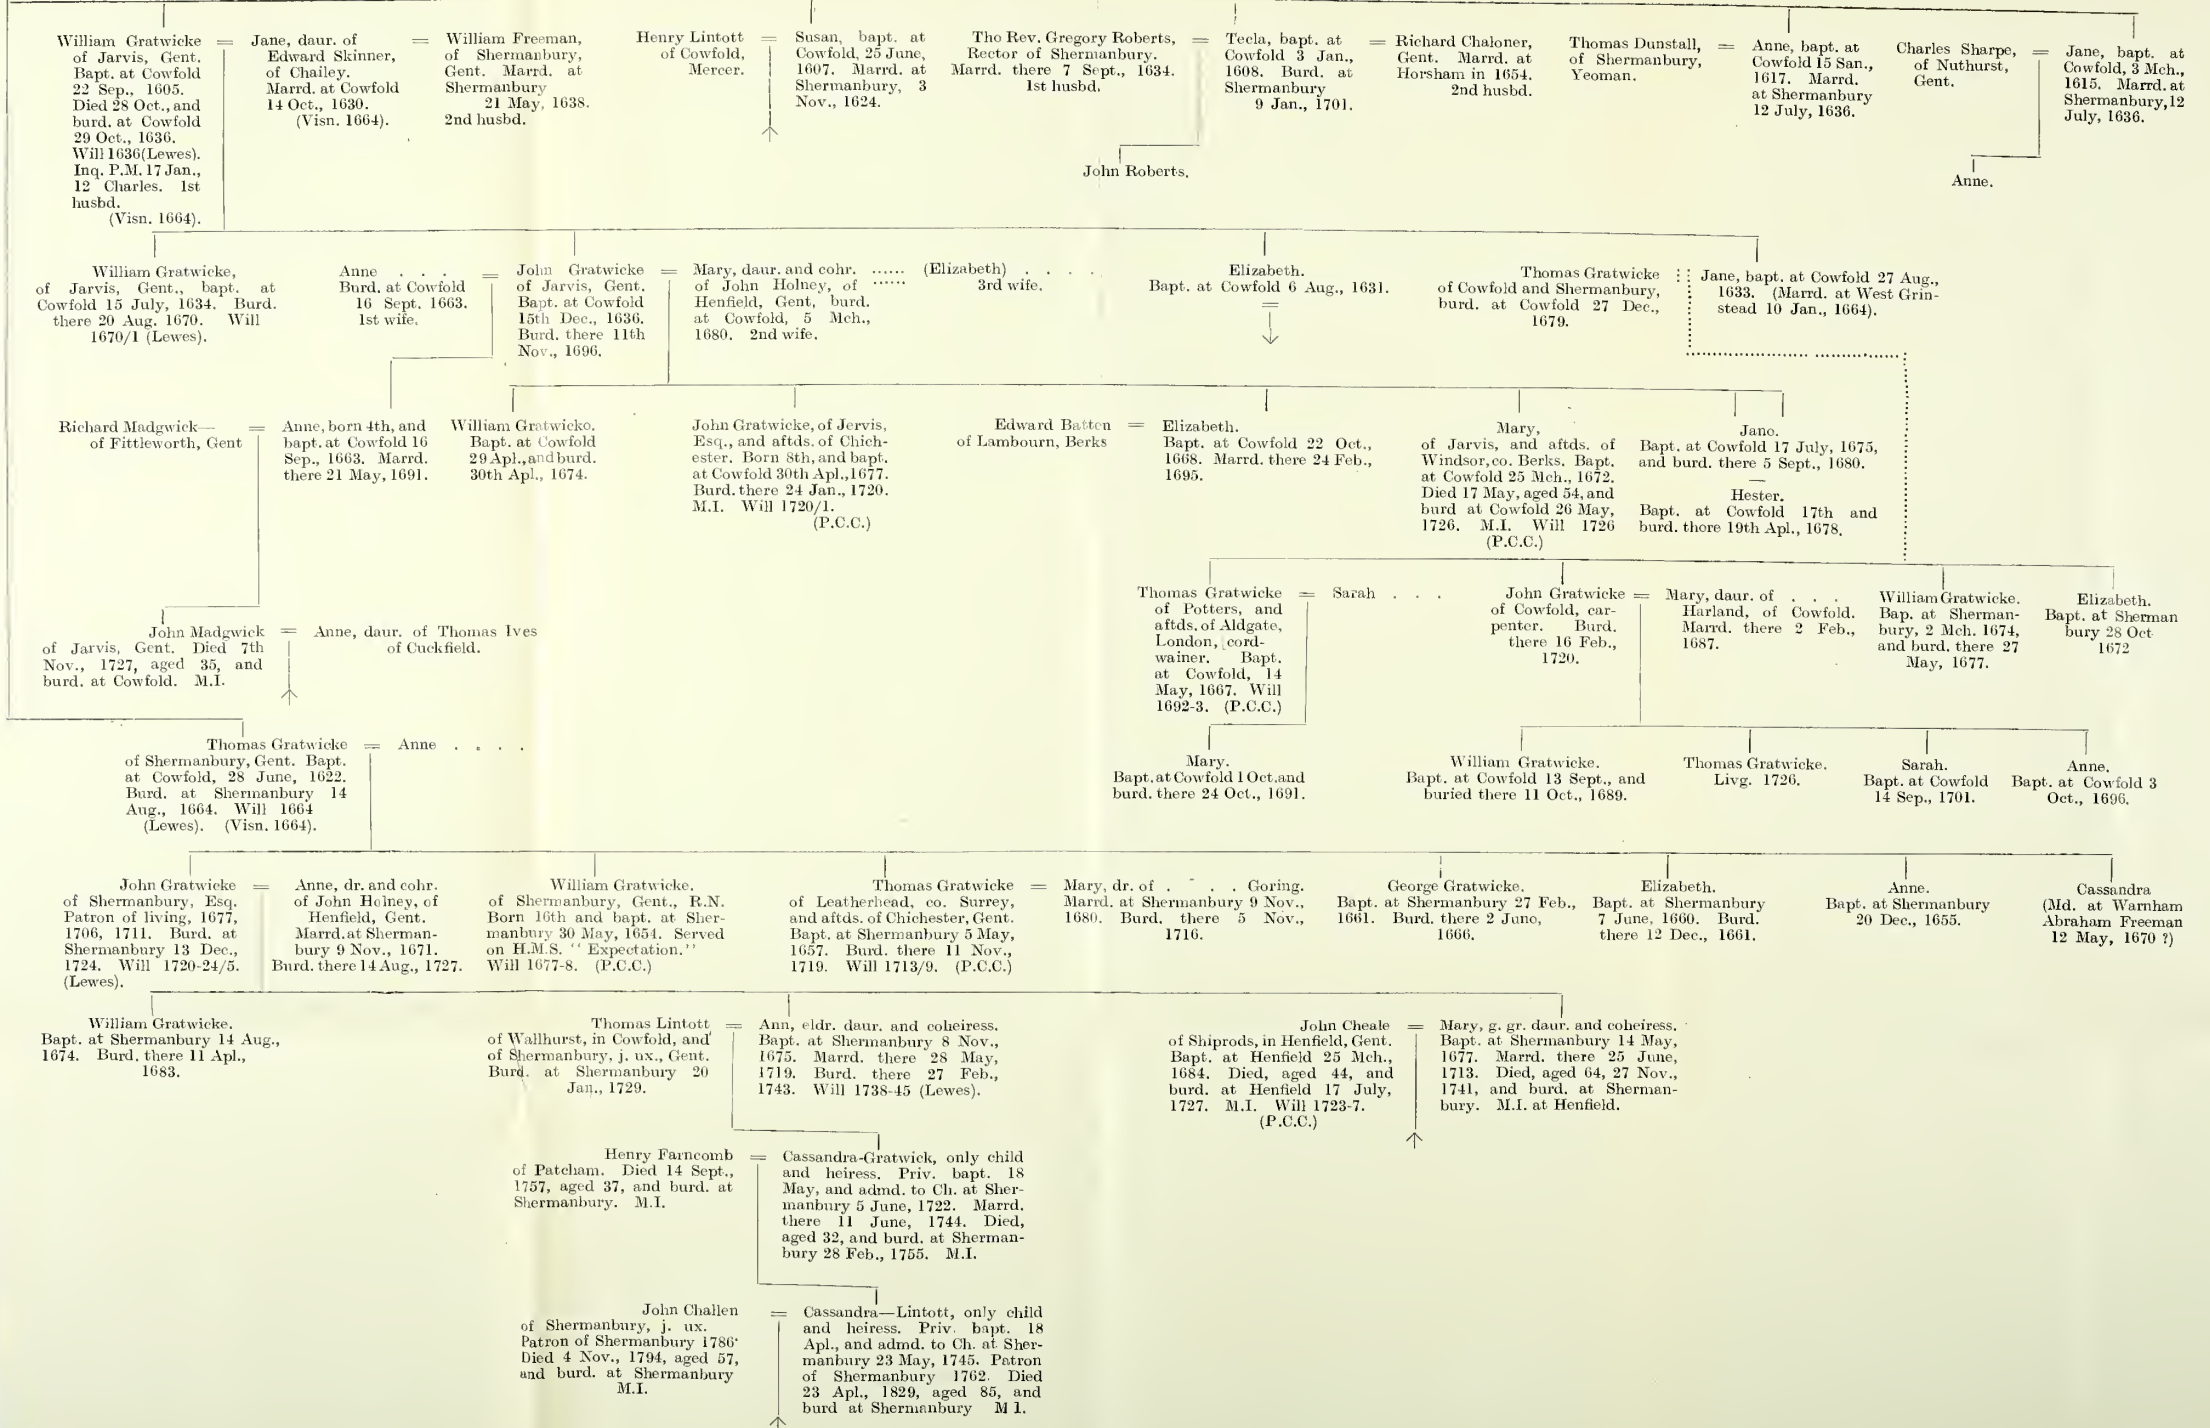 William Gratwicke =
of Jarvis, Gent.
Bapt. at Cowfold
22 Sep., 1605.
Died 28 Oct., and
burd. at Cowfold
29 Oct., 1636.
Will 1636 (Lewes).
Inq. P.M. 17 Jan.,
12 Charles. 1st
husbd.
(Visn. 1664).
Jane, daur. of =
Edward Skinner,
of Chailey.
Marrd. at Cowfold
14 Oct., 1630.
(Visn. 1664).
William Freeman,
of Shermanbury,
Gent. Marrd. at
Shermanbury
21 May, 1638.
2nd husbd.
Henry Lintott =
of Cowfold,
Mercer.
Susan, bapt. at
Cowfold, 25 June,
1607. Marrd. at
Shermanbury, 3
Nov., 1624.
Tho Rev. Gregory Roberts, =
Rector of Shermanbury.
Marrd. there 7 Sept., 1634.
1st husbd.
Tecla, bapt. at =
Cowfold 3 Jan.,
1608. Burd. at
Shermanbury
9 Jan., 1701.
Richard Chaloner,
Gent. Marrd. at
Horsham in 1654.
2nd husbd.
Thomas Dunstall, =
of Shermanbury,
Yeoman.
Anne, bapt. at
Cowfold 15 San.,
1617. Marrd.
at Shermanbury
12 July, 1636.
Charles Sharpe, =
of Nuthurst,
Gent.
Jane, bapt. at
Cowfold, 3 Mch.,
1615. Marrd. at
Shermanbury, 12
July, 1636.
John Roberts.
Anne.
William Gratwicke,
of Jarvis, Gent., bapt. at
Cowfold 15 July, 1634. Burd.
there 20 Aug. 1670. Will
1670/1 (Lewes).
Anne . . . =
Burd. at Cowfold
16 Sept. 1663.
1st wife.
John Gratwicke =
of Jarvis, Gent.
Bapt. at Cowfold
15th Dec., 1636.
Burd. there 11th
Nov., 1696.
Mary, daur. and cohr. ......
of John Holney, of ......
Henfield, Gent, burd.
at Cowfold, 5 Mch.,
1680. 2nd wife.
(Elizabeth) . . . .
3rd wife.
Elizabeth.
Bapt. at Cowfold 6 Aug., 1631.
=
Thomas Gratwicke
of Cowfold and Shermanbury,
burd. at Cowfold 27 Dec.,
1679.
Jane, bapt. at Cowfold 27 Aug.,
1633. (Marrd. at West Grin-
stead 10 Jan., 1664).
Richard Madgwick— =
of Fittleworth, Gent
Anne, born 4th, and
bapt. at Cowfold 16
Sep., 1663. Marrd.
there 21 May, 1691.
William Gratwicko.
Bapt. at Cowfold
29 Apl., and burd.
30th Apl., 1674.
John Gratwicke, of Jervis,
Esq., and aftds. of Chich-
ester. Born 8th, and bapt.
at Cowfold 30th Apl., 1677.
Burd. there 24 Jan., 1720.
M.I. Will 1720/1.
(P.C.C.)
Edward Batten =
of Lambourn, Berks
Elizabeth.
Bapt. at Cowfold 22 Oct.,
1668. Marrd. there 24 Feb.,
1695.
Mary,
of Jarvis, and aftds. of
Windsor, co. Berks. Bapt.
at Cowfold 25 Mch., 1672.
Died 17 May, aged 54, and
burd at Cowfold 26 May,
1726. M.I. Will 1726
(P.C.C.)
Jano.
Bapt. at Cowfold 17 July, 1675,
and burd. there 5 Sept., 1680.
—
Hester.
Bapt. at Cowfold 17th and
burd. thore 19th Apl., 1678.
Thomas Gratwicke =
of Potters, and
aftds. of Aldgate,
London, cord-
wainer. Bapt.
at Cowfold, 14
May, 1667. Will
1692-3. (P.C.C.)
Sarah . . .
John Gratwicke =
of Cowfold, car-
penter. Burd.
there 16 Feb.,
1720.
Mary, daur. of . . .
Harland, of Cowfold.
Marrd. there 2 Feb.,
1687.
William Gratwicke.
Bap. at Sherman-
bury, 2 Mch. 1674,
and burd. there 27
May, 1677.
Elizabeth.
Bapt. at Sherman
bury 28 Oct
1672
John Madgwick =
of Jarvis, Gent. Died 7th
Nov., 1727, aged 35, and
burd. at Cowfold. M.I.
Anne, daur. of Thomas Ives
of Cuckfield.
Thomas Gratwicke =
of Shermanbury, Gent. Bapt.
at Cowfold, 28 June, 1622.
Burd. at Shermanbury 14
Aug., 1664. Will 1664
(Lewes). (Visn. 1664).
Anne . . . .
Mary.
Bapt. at Cowfold 1 Oct, and
burd. there 24 Oct., 1691.
William Gratwicke.
Bapt. at Cowfold 13 Sept., and
buried there 11 Oct., 1689.
Thomas Gratwicke.
Livg. 1726.
Sarah.
Bapt. at Cowfold
14 Sep., 1701.
Anne.
Bapt. at Cowfold 3
Oct., 1696.
John Gratwicke =
of Shermanbury, Esq.
Patron of living, 1677,
1706, 1711. Burd. at
Shermanbury 13 Dec.,
1724. Will 1720-24/5.
(Lewes).
Anne, dr. and cohr.
of John Holney, of
Henfield, Gent.
Marrd. at Sherman-
bury 9 Nov., 1671.
Burd. there 14 Aug., 1727.
William Gratwicke.
of Shermanbury, Gent., R.N.
Born 16th and bapt. at Sher-
manbury 30 May, 1654. Served
on H.M.S. "Expectation."
Will 1677-8. (P.C.C.)
Thomas Gratwicke =
of Leatherhead, co. Surrey,
and aftds. of Chichester, Gent.
Bapt. at Shermanbury 5 May,
1657. Burd. there 11 Nov.,
1719. Will 1713/9. (P.C.C.)
Mary, dr. of . . . Goring.
Marrd. at Shermanbury 9 Nov.,
1680. Burd. there 5 Nov.,
1716.
George Gratwicke.
Bapt. at Shermanbury 27 Feb.,
1661. Burd. there 2 Juno,
1666.
Elizabeth.
Bapt. at Shermanbury
7 June, 1660. Burd.
there 12 Dec., 1661.
Anne.
Bapt. at Shermanbury
20 Dec., 1655.
Cassandra
(Md. at Warnham
Abraham Freeman
12 May, 1670 ?)
William Gratwicke.
Bapt. at Shermanbury 14 Aug.,
1674. Burd. there 11 Apl.,
1683.
Thomas Lintott =
of Wallhurst, in Cowfold, and
of Shermanbury, j. ux., Gent.
Burd. at Shermanbury 20
Jan., 1729.
Ann, eldr. daur. and coheiress.
Bapt. at Shermanbury 8 Nov.,
1675. Marrd. there 28 May,
1719. Burd. there 27 Feb.,
1743. Will 1738-45 (Lewes).
John Cheale =
of Shiprods, in Henfield, Gent.
Bapt. at Henfield 25 Mch.,
1684. Died, aged 44, and
burd. at Henfield 17 July,
1727. M.I. Will 1723-7.
(P.C.C.)
Mary, g. gr. daur. and coheiress.
Bapt. at Shermanbury 14 May,
1677. Marrd. there 25 June,
1713. Died, aged 64, 27 Nov.,
1741, and burd. at Sherman-
bury. M.I. at Henfield.
Henry Farncomb =
of Patcham. Died 14 Sept.,
1757, aged 37, and burd. at
Shermanbury. M.I.
Cassandra-Gratwick, only child
and heiress. Priv. bapt. 18
May, and admd. to Ch. at Sher-
manbury 5 June, 1722. Marrd.
there 11 June, 1744. Died,
aged 32, and burd. at Sherman-
bury 28 Feb., 1755. M.I.
John Challen =
of Shermanbury, j. ux.
Patron of Shermanbury 1786·
Died 4 Nov., 1794, aged 57,
and burd. at Shermanbury
M.I.
Cassandra—Lintott, only child
and heiress. Priv. bapt. 18
Apl., and admd. to Ch. at Sher-
manbury 23 May, 1745. Patron
of Shermanbury 1762. Died
23 Apl., 1829, aged 85, and
burd at Shermanbury M 1.